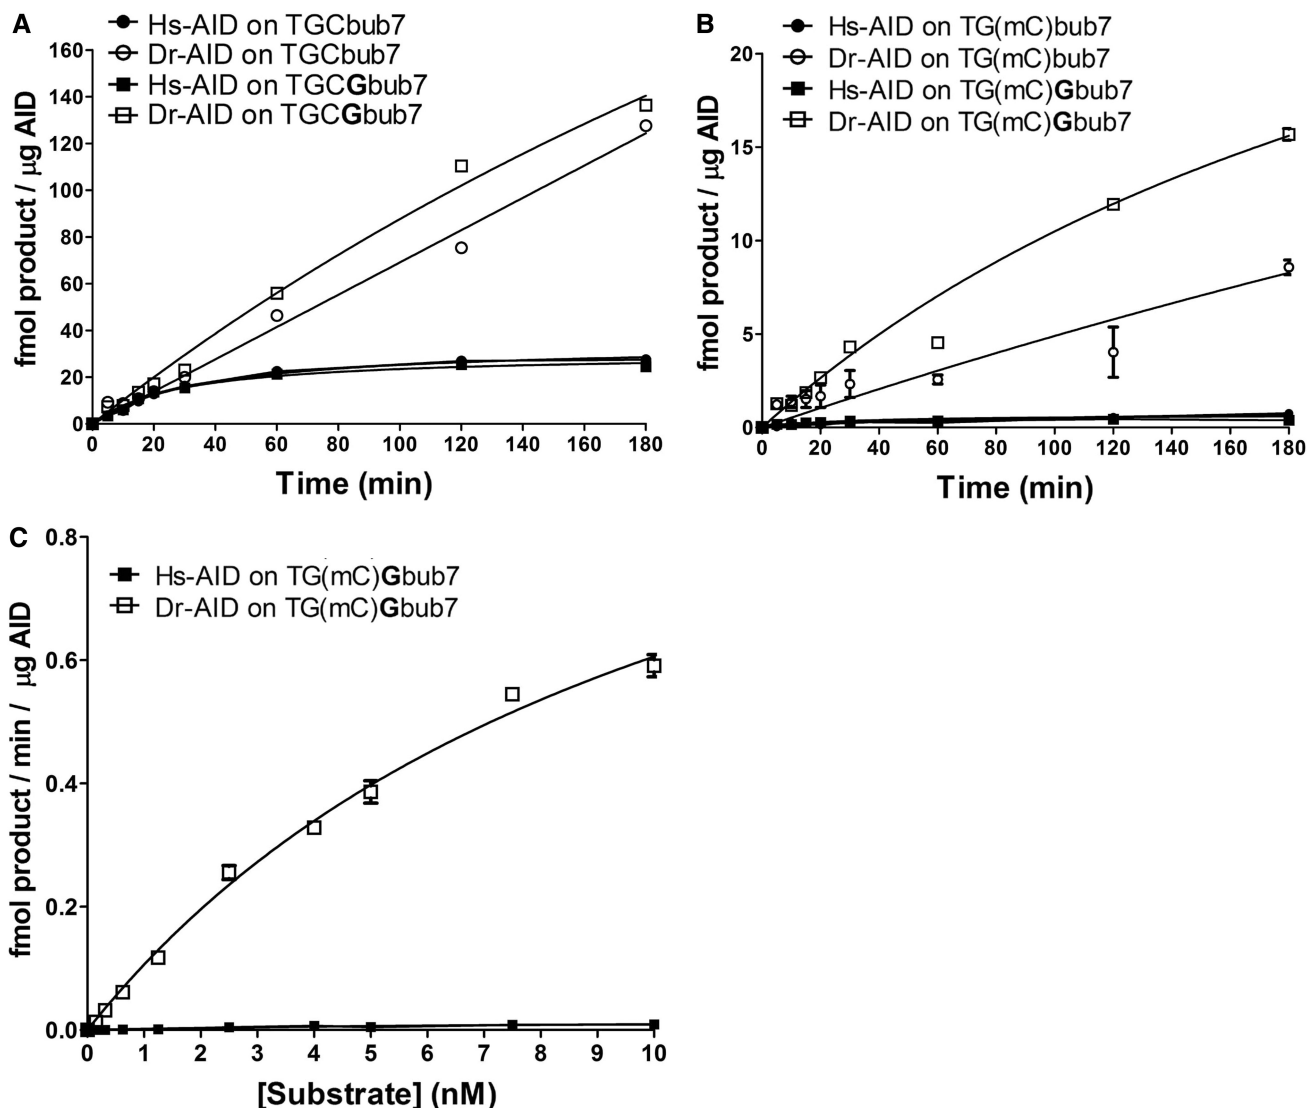 A
Hs-AID on TGCbub7
Dr-AID on TGCbub7
Hs-AID on TGCGbub7
Dr-AID on TGCGbub7
fmol product / µg AID
160
140
120
100
80
60
40
20
0
0 20 40 60 80 100 120 140 160 180
Time (min)
B
Hs-AID on TG(mC)bub7
Dr-AID on TG(mC)bub7
Hs-AID on TG(mC)Gbub7
Dr-AID on TG(mC)Gbub7
fmol product / µg AID
20
15
10
5
0
0 20 40 60 80 100 120 140 160 180
Time (min)
C
Hs-AID on TG(mC)Gbub7
Dr-AID on TG(mC)Gbub7
fmol product / min / µg AID
0.8
0.6
0.4
0.2
0.0
0 1 2 3 4 5 6 7 8 9 10
[Substrate] (nM)